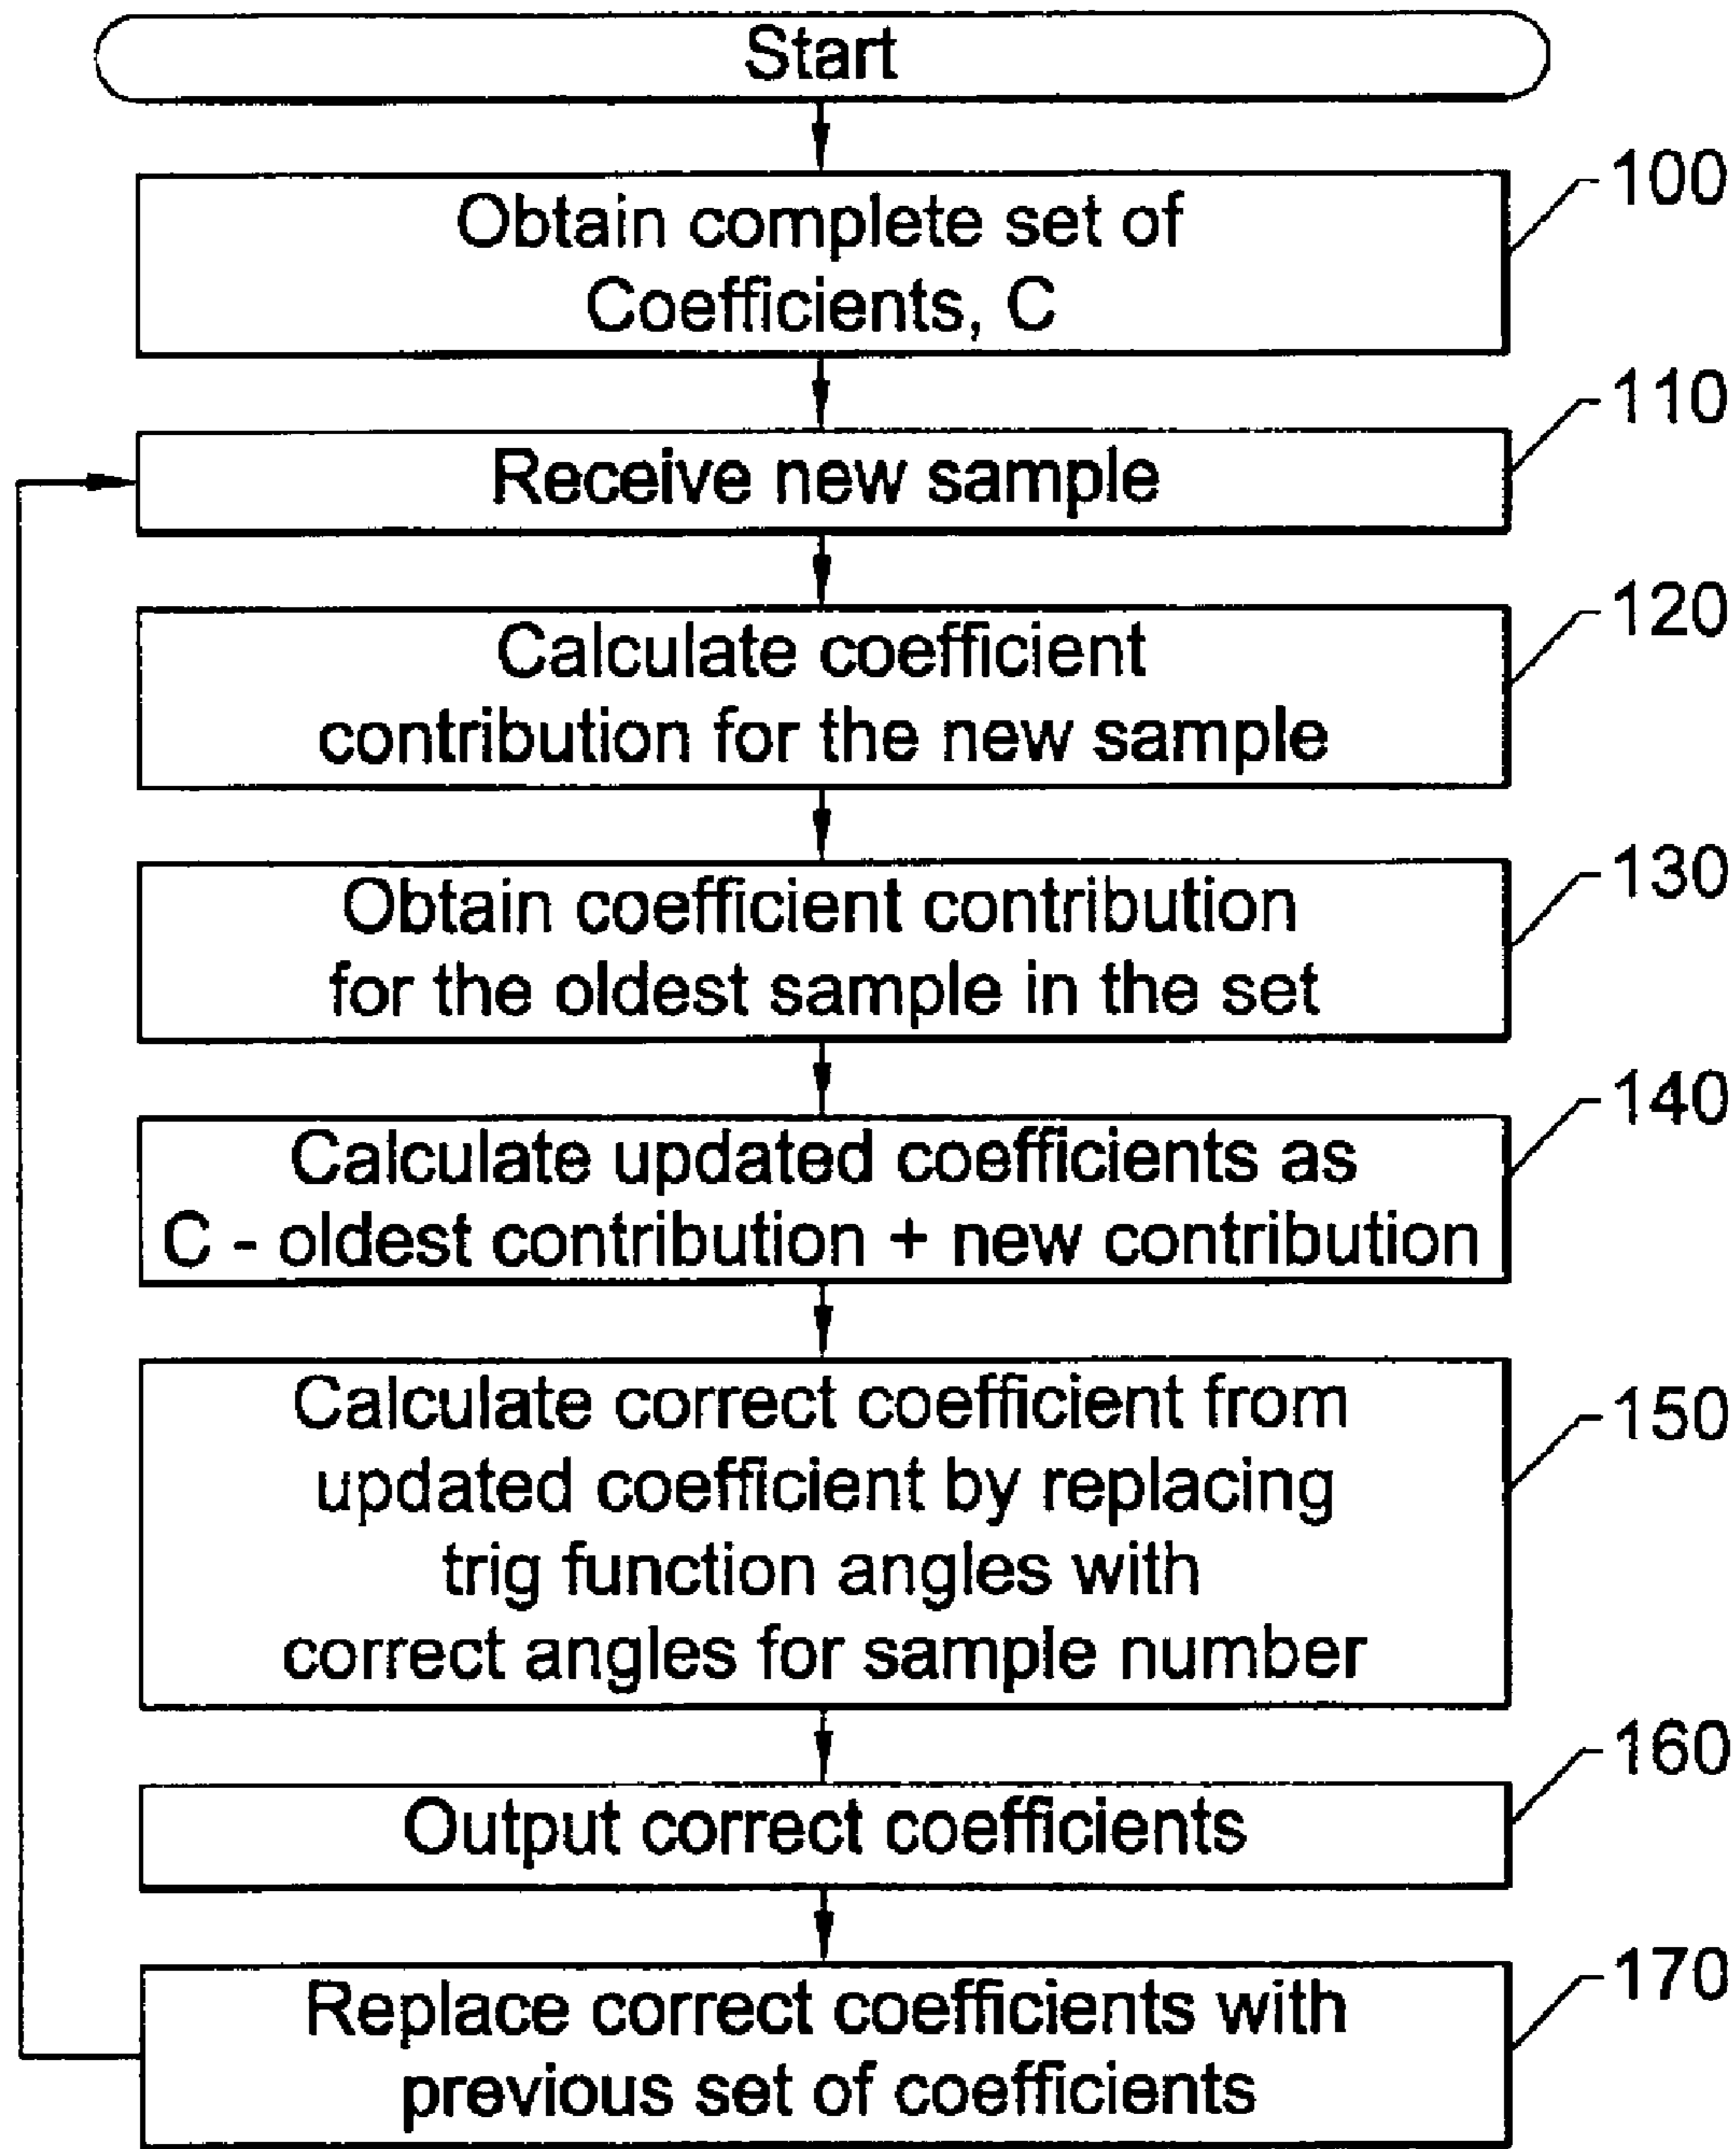 Start
100
Obtain complete set of
Coefficients, C
110
Receive new sample
120
Calculate coefficient
contribution for the new sample
130
Obtain coefficient contribution
for the oldest sample in the set
140
Calculate updated coefficients as
C - oldest contribution + new contribution
150
Calculate correct coefficient from
updated coefficient by replacing
trig function angles with
correct angles for sample number
160
Output correct coefficients
170
Replace correct coefficients with
previous set of coefficients